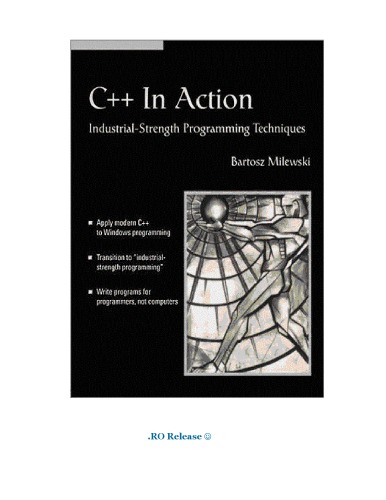 C++ In Action
Industrial-Strength Programming Techniques
Bartosz Milewski
Apply modern C++
to Windows programming
Transition to "industrial-
strength programming"
Write programs for
programmers, not computers
.RO Release ☺